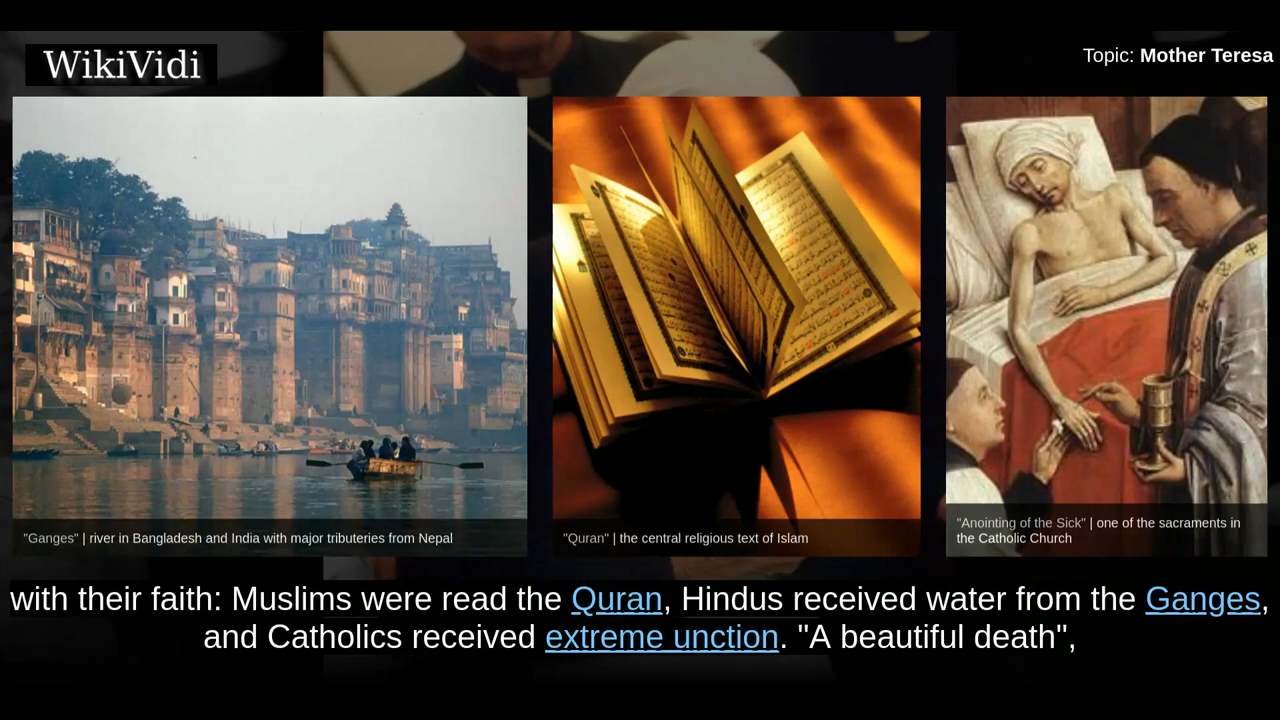 WikiVidi
Topic: Mother Teresa
"Ganges" | river in Bangladesh and India with major tributeries from Nepal
"Quran" | the central religious text of Islam
"Anointing of the Sick" | one of the sacraments in
the Catholic Church
with their faith: Muslims were read the Quran, Hindus received water from the Ganges,
and Catholics received extreme unction. "A beautiful death",